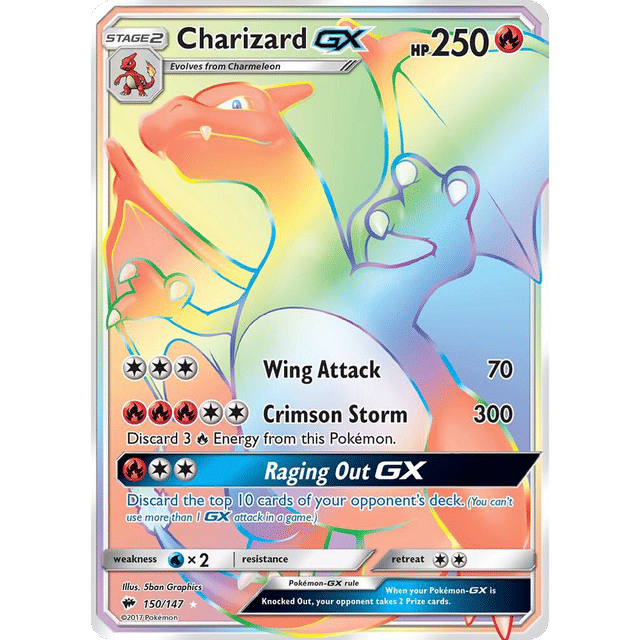 STAGE2 Charizard GX HP250
Evolves from Charmeleon
Wing Attack 70
Crimson Storm 300
Discard 3 Energy from this Pokémon.
Raging Out GX
Discard the top 10 cards of your opponent's deck. (You can't
use more than 1 GX attack in a game.)
weakness ×2 resistance retreat
Illus. 5ban Graphics
Pokémon-GX rule
When your Pokémon-GX is
Knocked Out, your opponent takes 2 Prize cards.
150/147
©2017 Pokémon